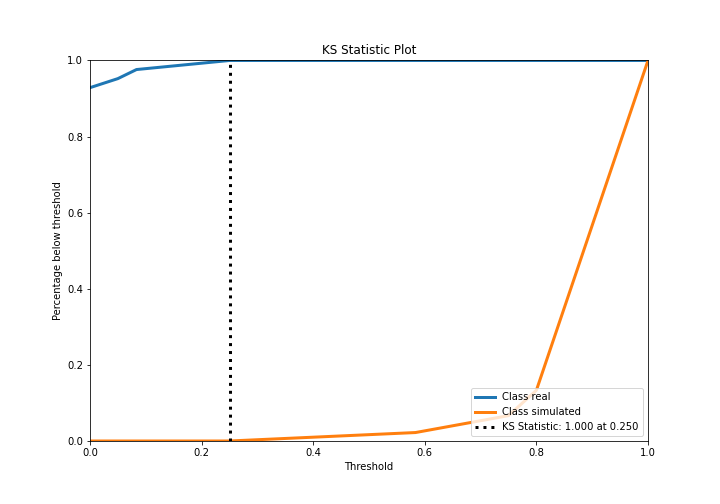 KS Statistic Plot
1.0
0.8
0.6
0.4
0.2
0.0
Percentage below threshold
0.0 0.2 0.4 0.6 0.8 1.0
Threshold
Class real
Class simulated
KS Statistic: 1.000 at 0.250